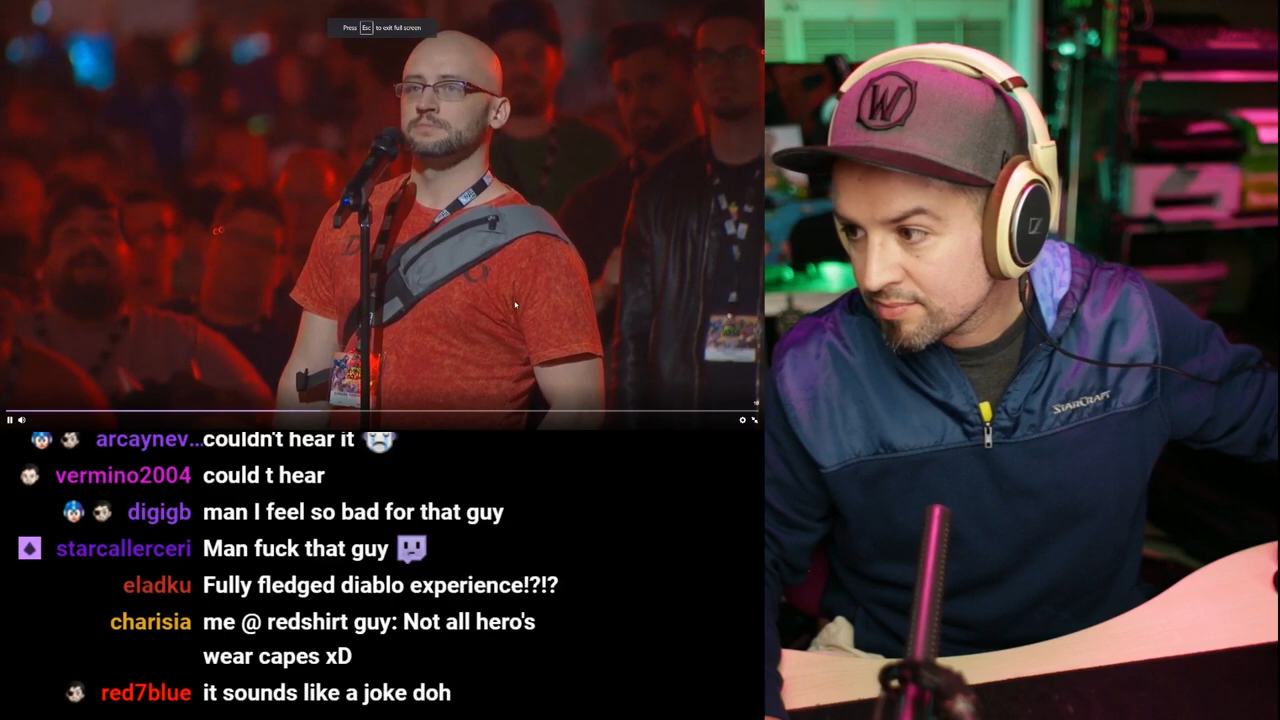 Press Esc to exit full screen
W
STARCRAFT
arcaynev... couldn't hear it
vermino2004 could t hear
digigb man I feel so bad for that guy
starcallerceri Man fuck that guy
eladku Fully fledged diablo experience!?!?
charisia me @ redshirt guy: Not all hero's
wear capes xD
red7blue it sounds like a joke doh